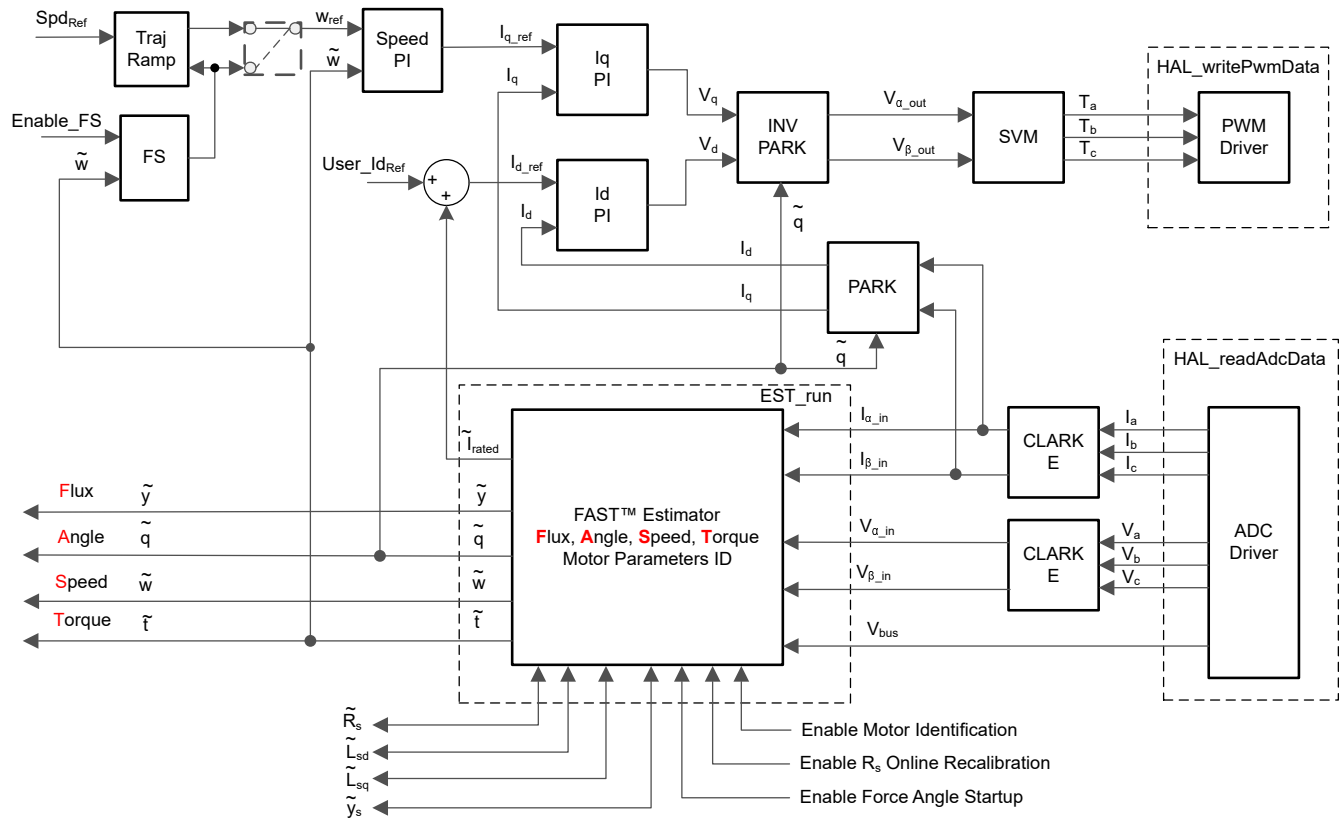 Spd_Ref
Traj
Ramp
w_ref
w̃
Speed
PI
I_q_ref
I_q
Iq
PI
Enable_FS
w̃
FS
User_Id_Ref
+
+
I_d_ref
I_d
Id
PI
V_q
V_d
INV
PARK
q̃
V_α_out
V_β_out
SVM
T_a
T_b
T_c
HAL_writePwmData
PWM
Driver
I_d
I_q
PARK
q̃
HAL_readAdcData
EST_run
Ĩ_rated
I_α_in
I_β_in
CLARK
E
I_a
I_b
I_c
Flux ỹ
ỹ
Angle q̃
q̃
Speed w̃
w̃
Torque t̃
t̃
FAST™ Estimator
Flux, Angle, Speed, Torque
Motor Parameters ID
V_α_in
V_β_in
CLARK
E
V_a
V_b
V_c
V_bus
ADC
Driver
R̃_s
L̃_sd
L̃_sq
ỹ_s
Enable Motor Identification
Enable R_s Online Recalibration
Enable Force Angle Startup